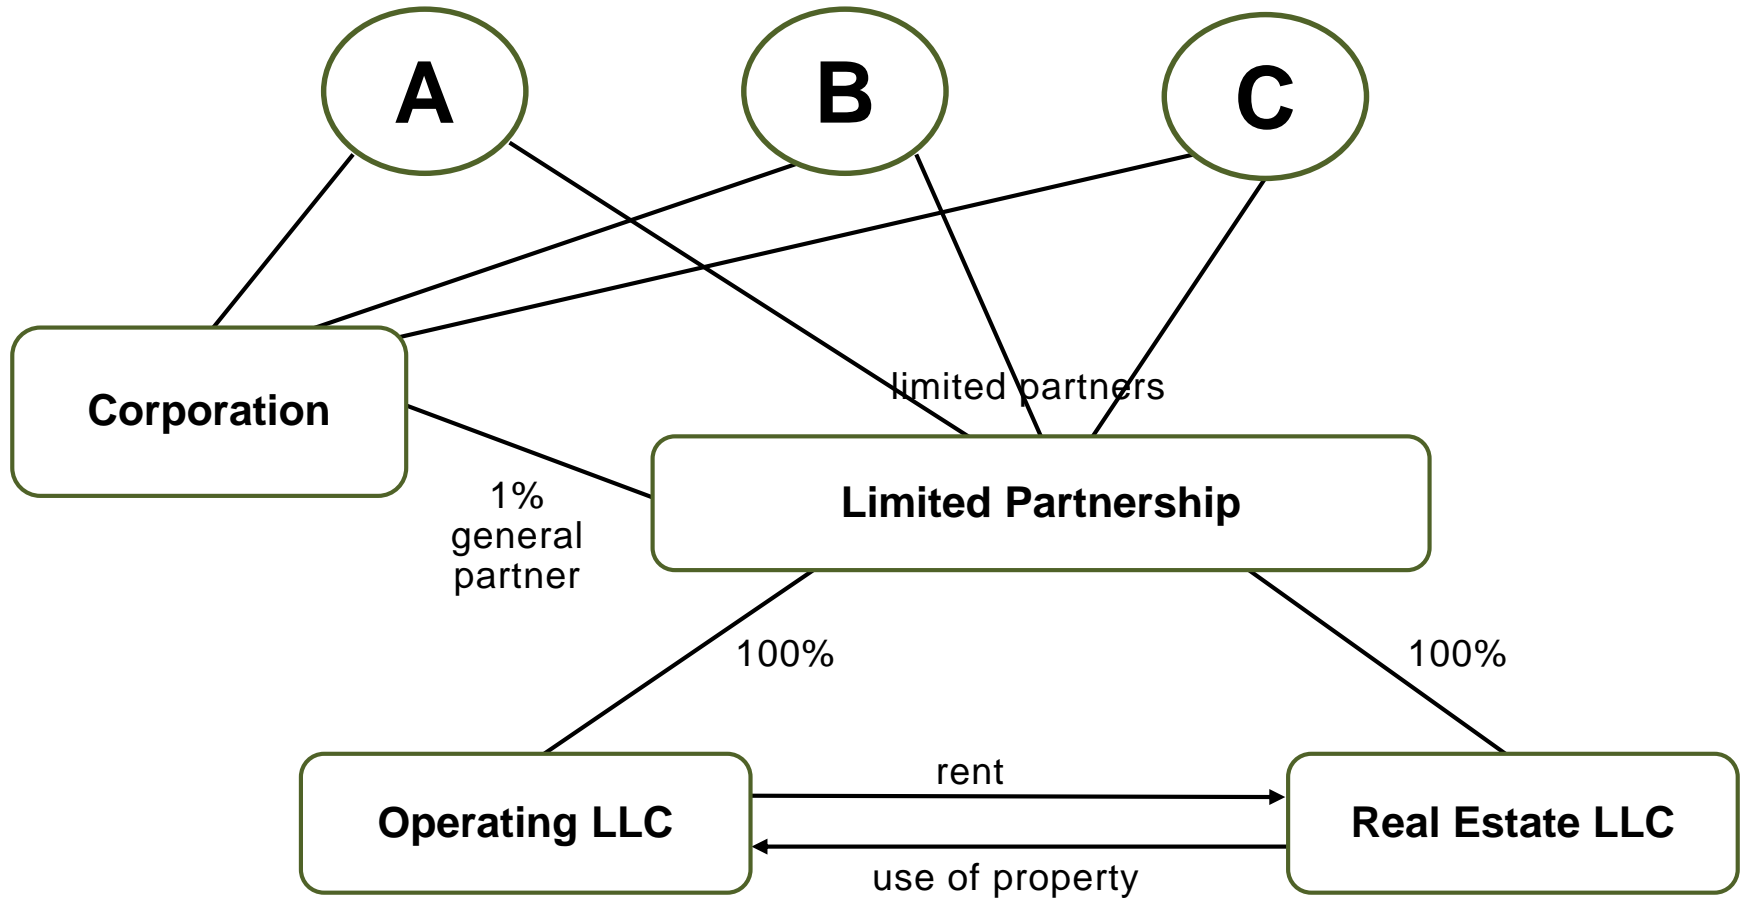 A
B
C
limited partners
Corporation
1%
general
partner
Limited Partnership
100%
100%
rent
Operating LLC
Real Estate LLC
use of property